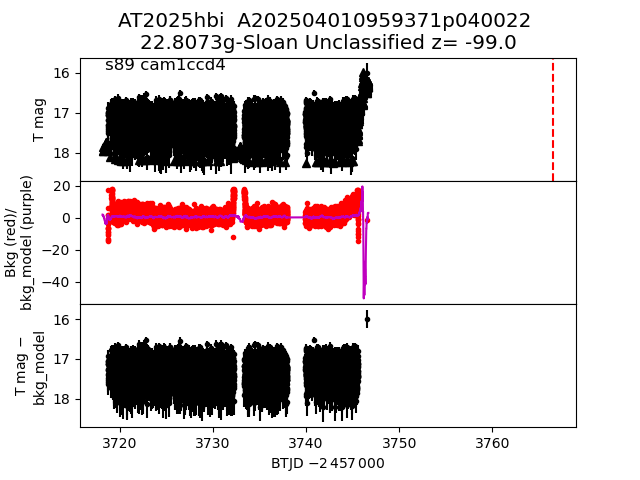 AT2025hbi A202504010959371p040022
22.8073g-Sloan Unclassified z= -99.0
s89 cam1ccd4
16
17
18
T mag
20
0
−20
−40
Bkg (red)/
bkg_model (purple)
16
17
18
T mag −
bkg_model
3720 3730 3740 3750 3760
BTJD −2 457 000